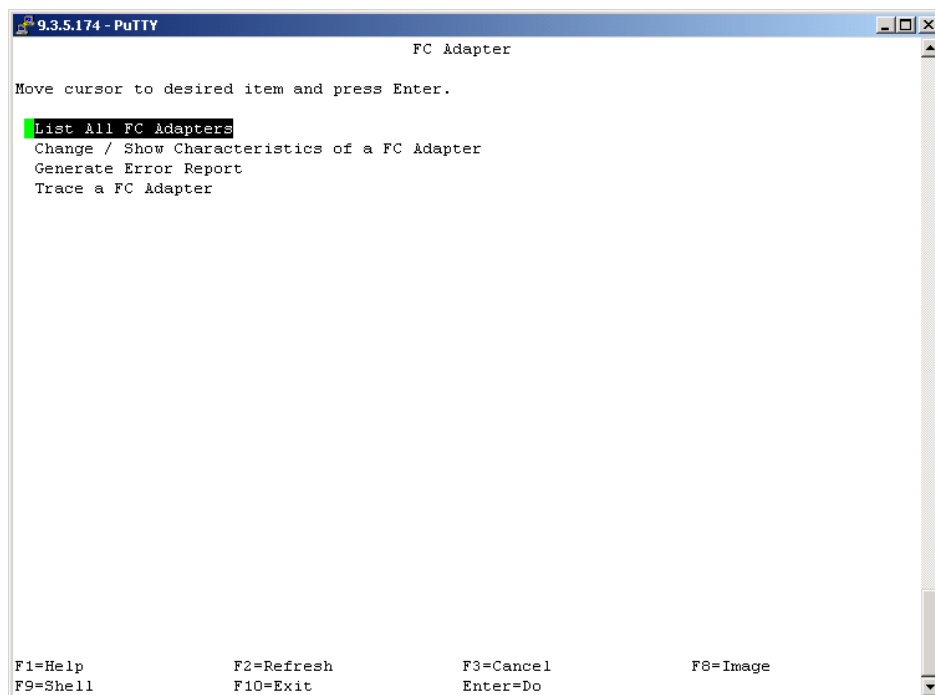 9.3.5.174 - PuTTY
FC Adapter
Move cursor to desired item and press Enter.
List All FC Adapters
Change / Show Characteristics of a FC Adapter
Generate Error Report
Trace a FC Adapter
F1=Help F2=Refresh F3=Cancel F8=Image
F9=Shell F10=Exit Enter=Do